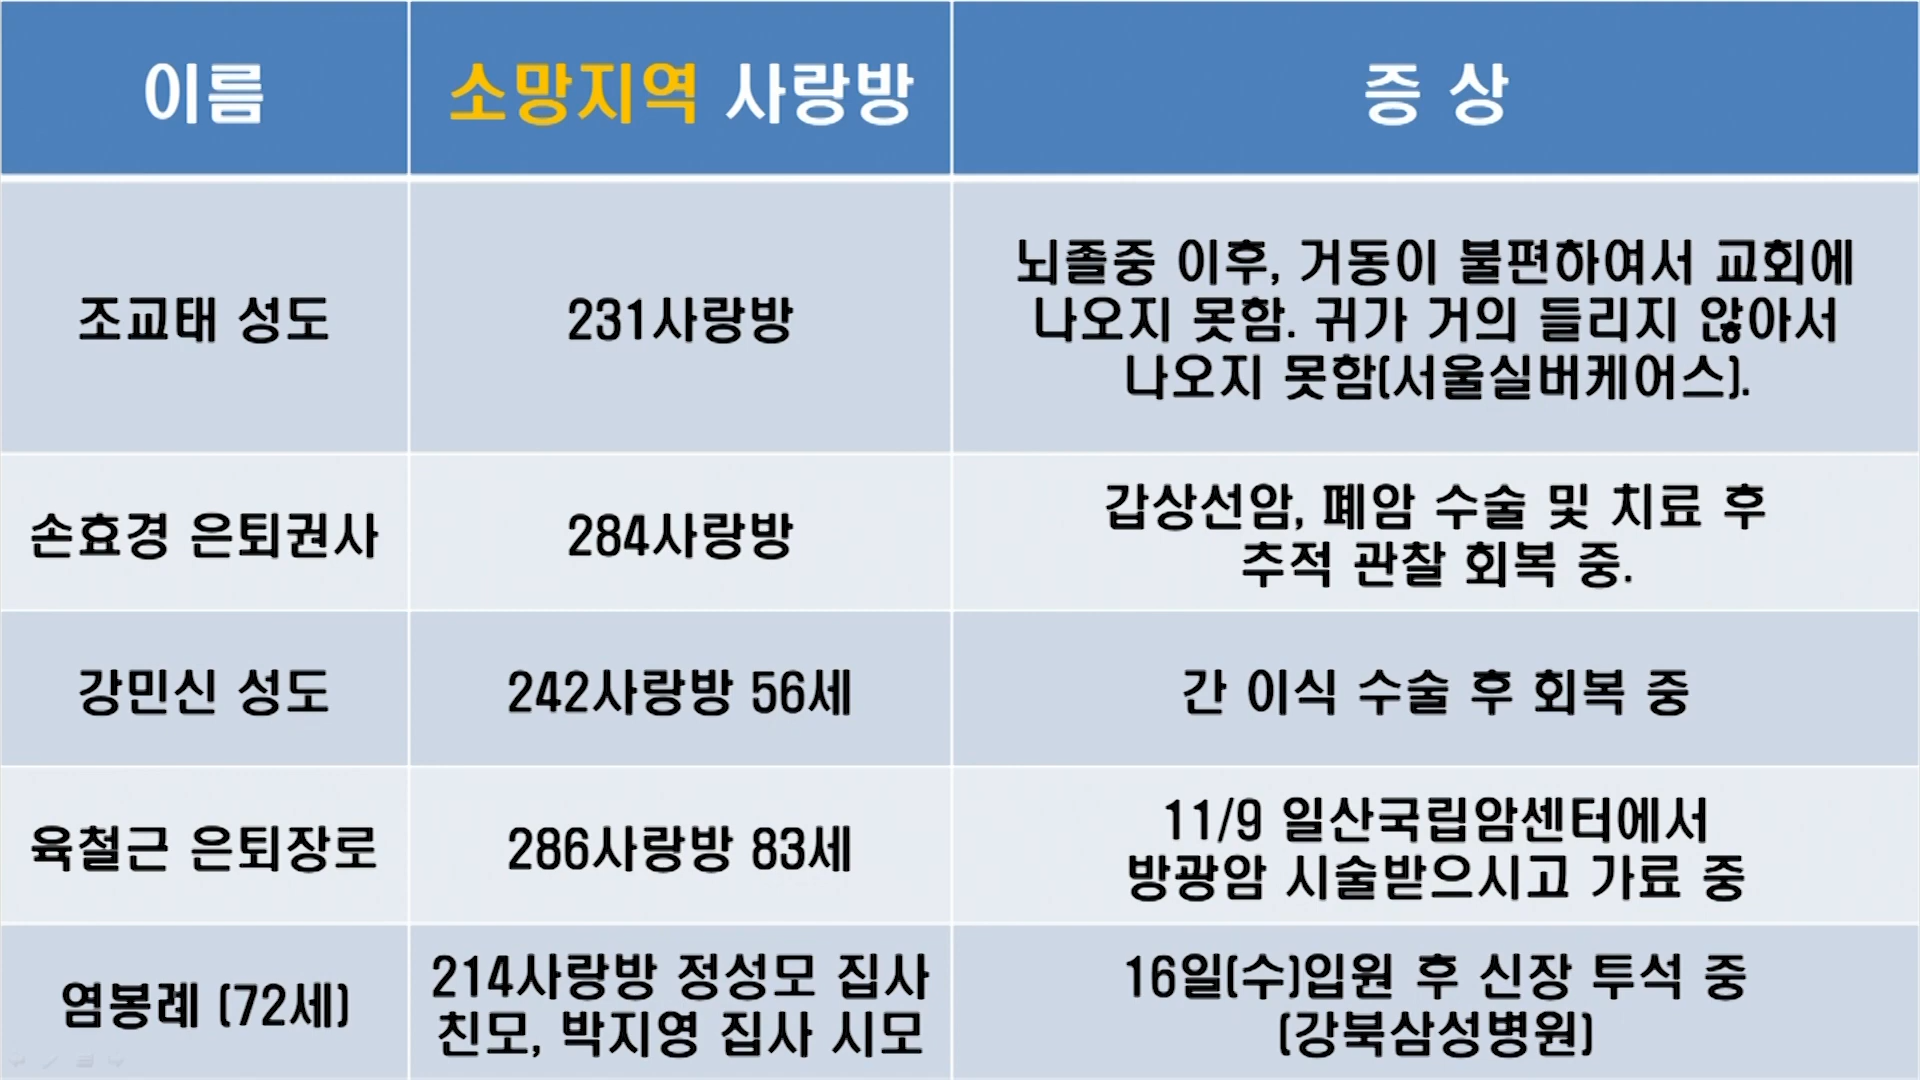 이름 소망지역 사랑방 증 상
조교태 성도 231사랑방 뇌졸중 이후, 거동이 불편하여서 교회에
나오지 못함. 귀가 거의 들리지 않아서
나오지 못함(서울실버케어스).
손효경 은퇴권사 284사랑방 갑상선암, 폐암 수술 및 치료 후
추적 관찰 회복 중.
강민신 성도 242사랑방 56세 간 이식 수술 후 회복 중
육철근 은퇴장로 286사랑방 83세 11/9 일산국립암센터에서
방광암 시술받으시고 가료 중
염봉례 (72세) 214사랑방 정성모 집사
친모, 박지영 집사 시모
16일(수)입원 후 신장 투석 중
(강북삼성병원)